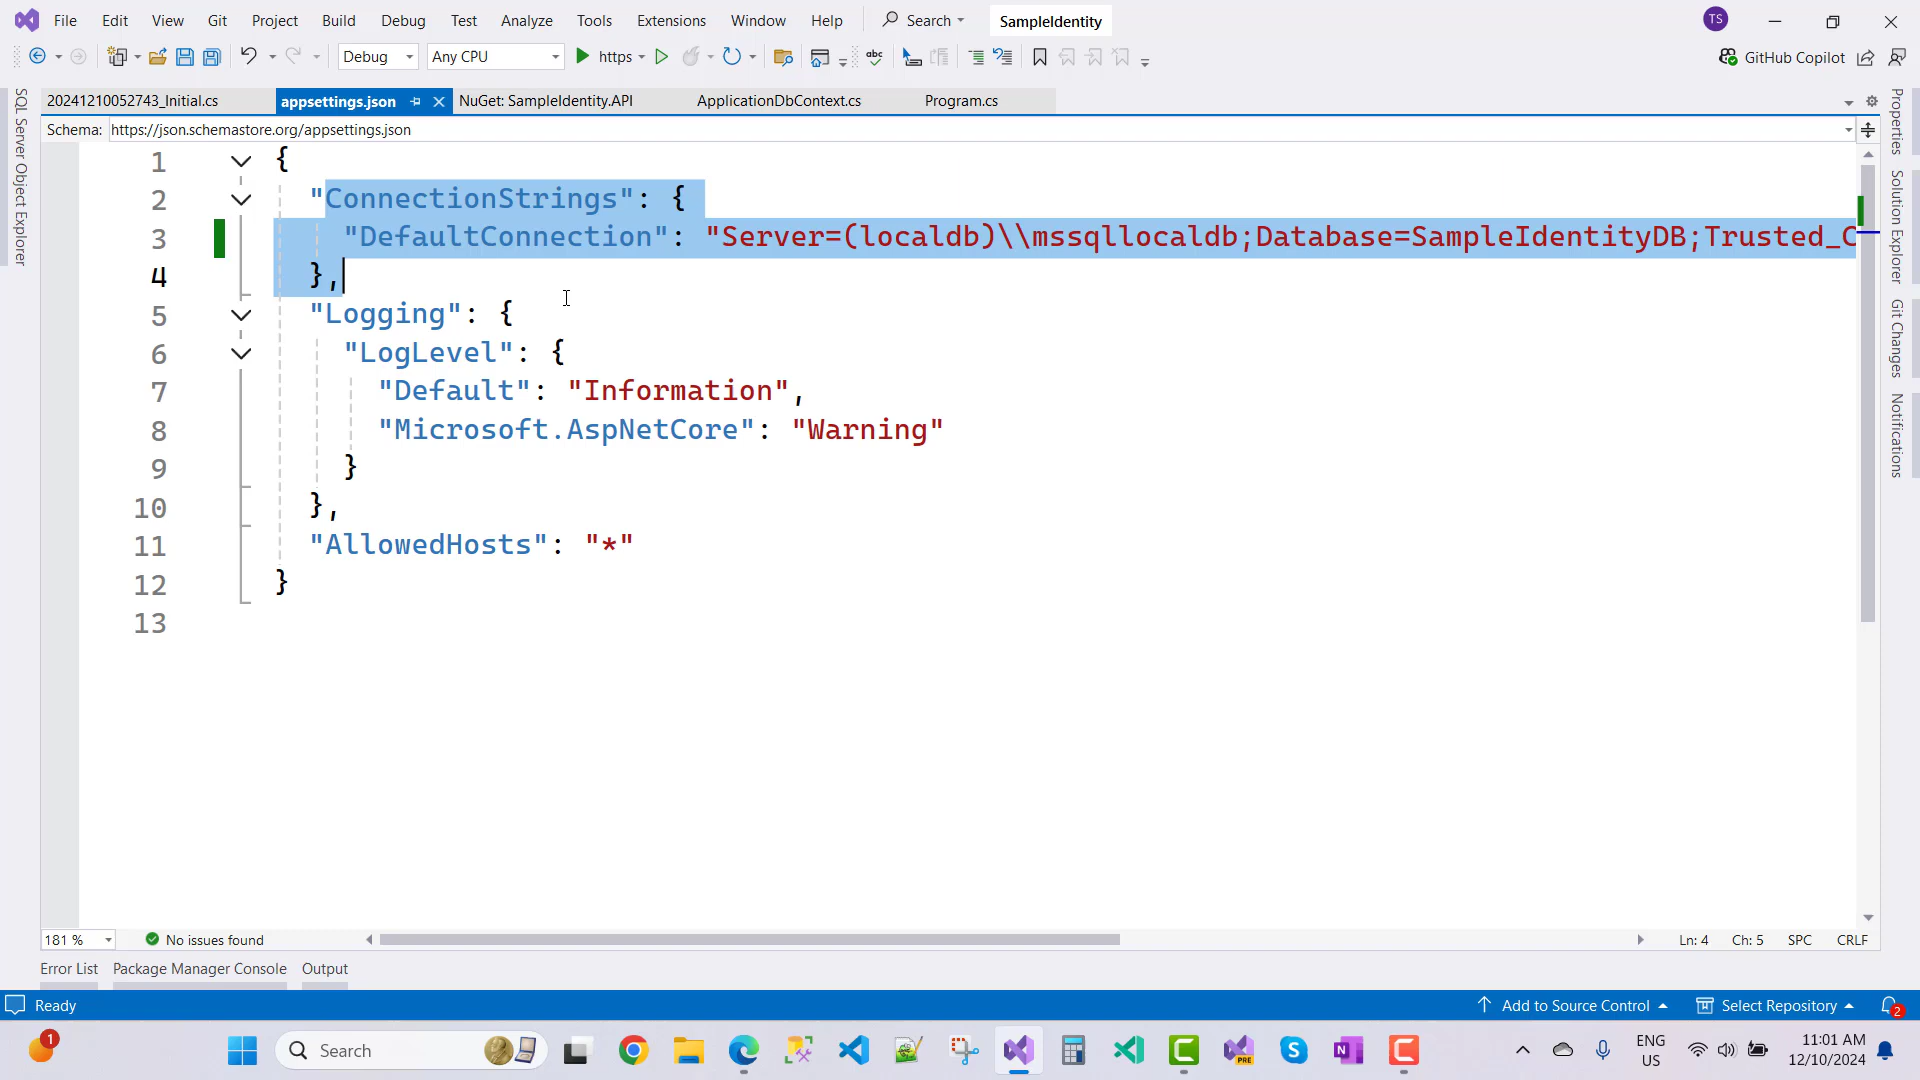 File Edit View Git Project Build Debug Test Analyze Tools Extensions Window Help Search SampleIdentity TS
Debug Any CPU https abc GitHub Copilot
20241210052743_Initial.cs appsettings.json NuGet: SampleIdentity.API ApplicationDbContext.cs Program.cs
Schema: https://json.schemastore.org/appsettings.json
SQL Server Object Explorer
Properties
Solution Explorer
Git Changes
Notifications
1 {
2 "ConnectionStrings": {
3 "DefaultConnection": "Server=(localdb)\\mssqllocaldb;Database=SampleIdentityDB;Trusted_C
4 },
5 "Logging": {
6 "LogLevel": {
7 "Default": "Information",
8 "Microsoft.AspNetCore": "Warning"
9 }
10 },
11 "AllowedHosts": "*"
12 }
13
181 % No issues found Ln: 4 Ch: 5 SPC CRLF
Error List Package Manager Console Output
Ready Add to Source Control Select Repository 2
1 Search PRE ENG 11:01 AM
US 12/10/2024